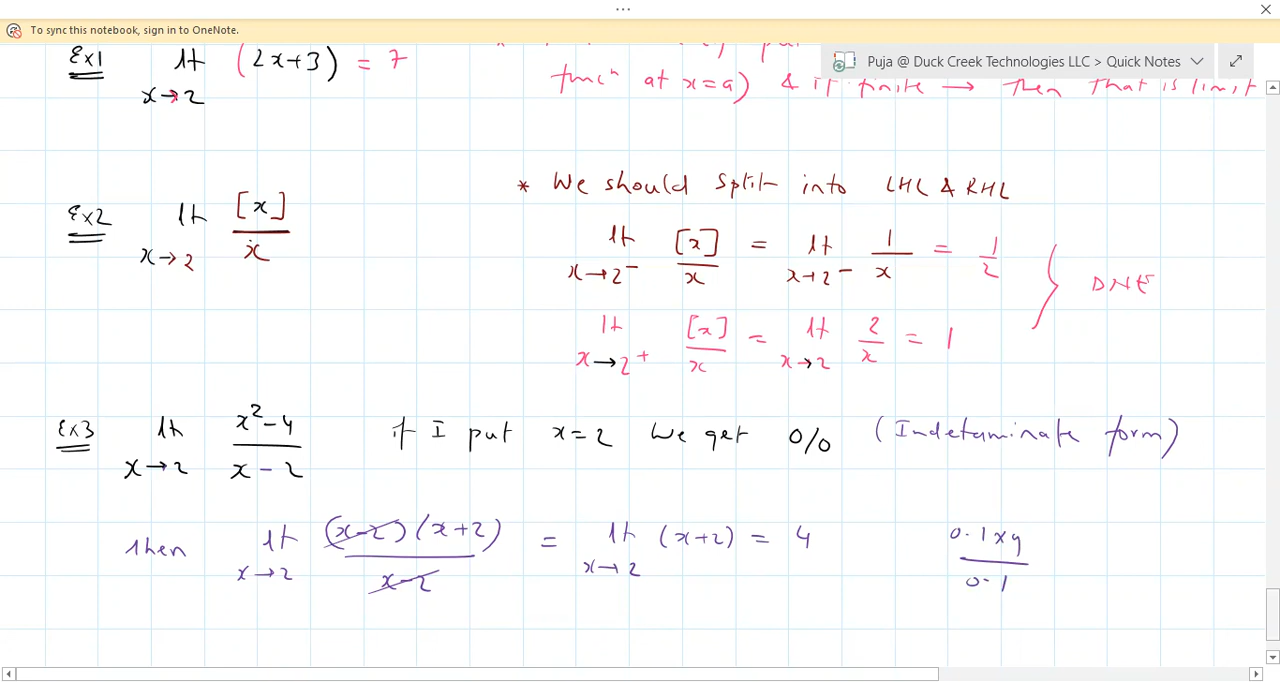 To sync this notebook, sign in to OneNote.
Puja @ Duck Creek Technologies LLC > Quick Notes
Ex1 lt x→2 (2x+3) = 7
funcⁿ at x=a) & if finite → then that is limit
* We should split into LHL & RHL
Ex2 lt x→2 [x]/x
lt x→2⁻ [x]/x = lt x→2⁻ 1/x = 1/2
DNE
lt x→2⁺ [x]/x = lt x→2 2/x = 1
Ex3 lt x→2 x²-4/x-2 if I put x=2 we get 0/0 (Indeterminate form)
then lt x→2 (x-2)(x+2)/x-2 = lt x→2 (x+2) = 4
0.1x4/0.1